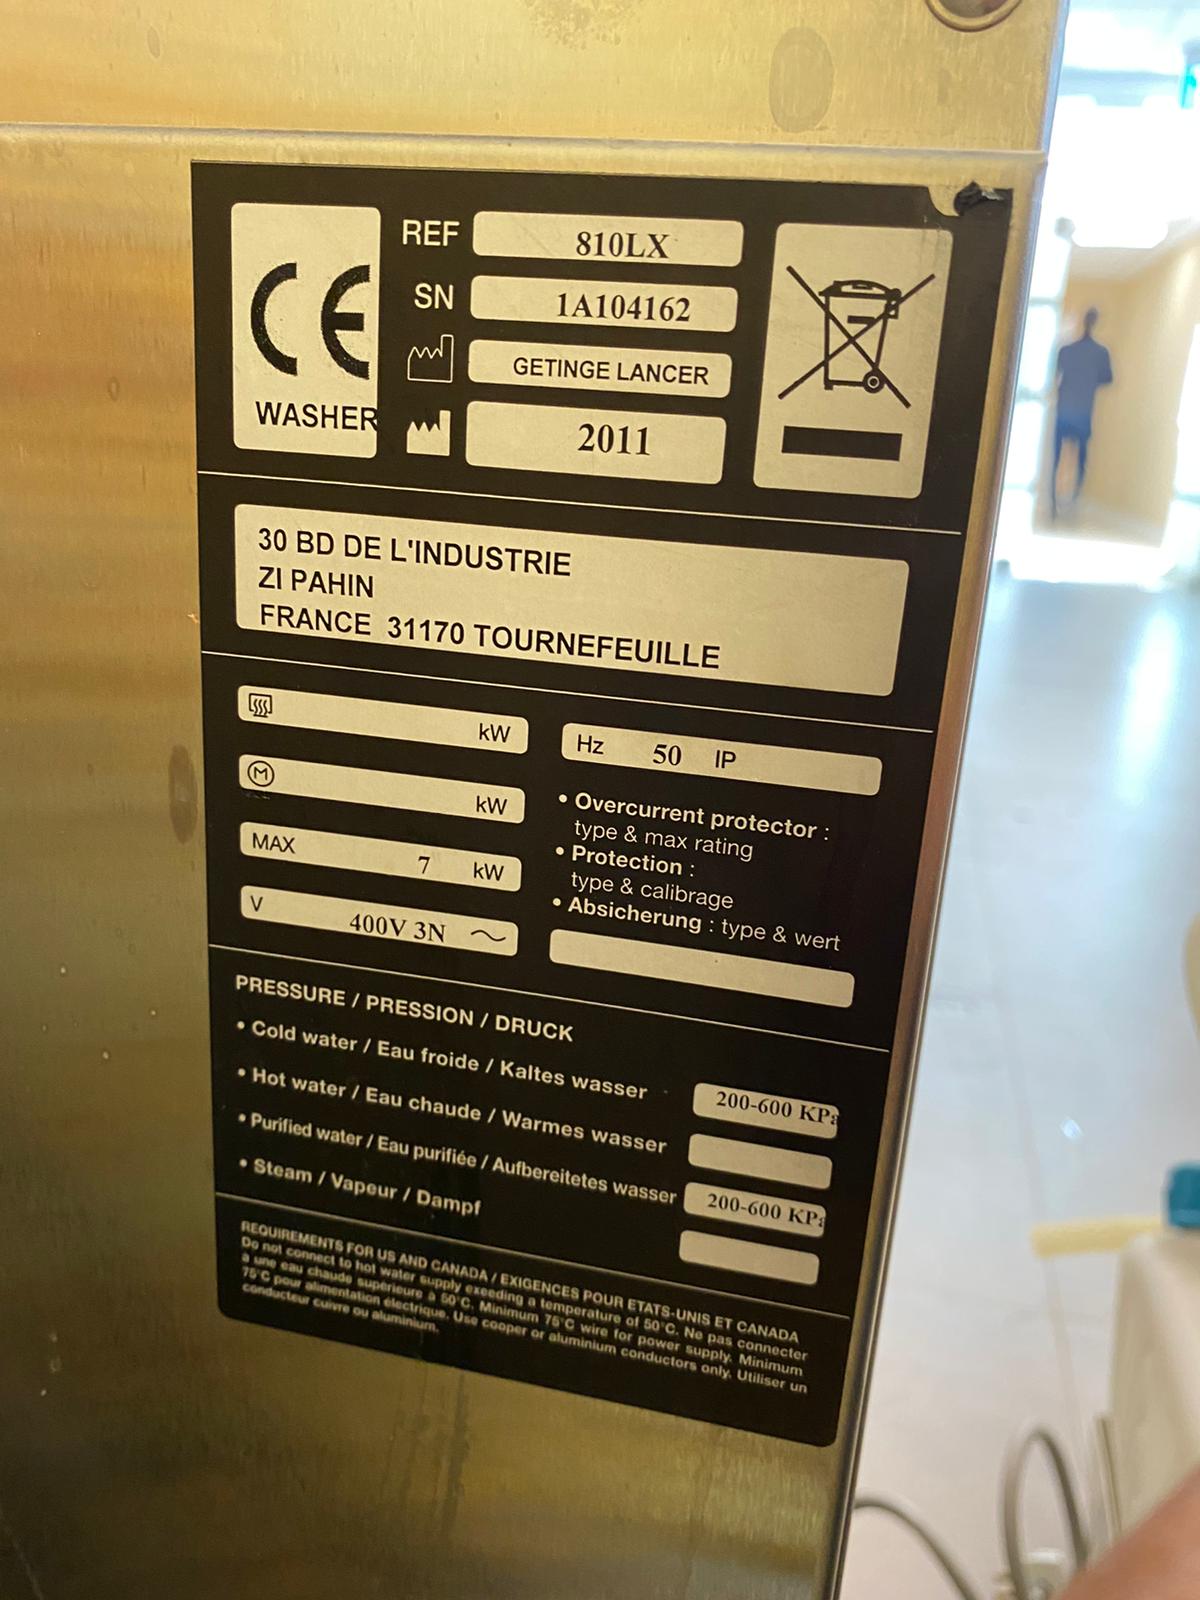 CE
WASHER
REF 810LX
SN 1A104162
GETINGE LANCER
2011
30 BD DE L'INDUSTRIE
ZI PAHIN
FRANCE 31170 TOURNEFEUILLE
kW
M kW
MAX 7 kW
V 400V 3N ~
Hz 50 IP
• Overcurrent protector :
type & max rating
• Protection :
type & calibrage
• Absicherung : type & wert
PRESSURE / PRESSION / DRUCK
• Cold water / Eau froide / Kaltes wasser 200-600 KPa
• Hot water / Eau chaude / Warmes wasser
• Purified water / Eau purifiée / Aufbereitetes wasser 200-600 KPa
• Steam / Vapeur / Dampf
REQUIREMENTS FOR US AND CANADA / EXIGENCES POUR ETATS-UNIS ET CANADA
Do not connect to hot water supply exeeding a temperature of 50°C. Ne pas connecter
à une eau chaude supérieure à 50°C. Minimum 75°C wire for power supply. Minimum
75°C pour alimentation électrique. Use cooper or aluminium conductors only. Utiliser un
conducteur cuivre ou aluminium.